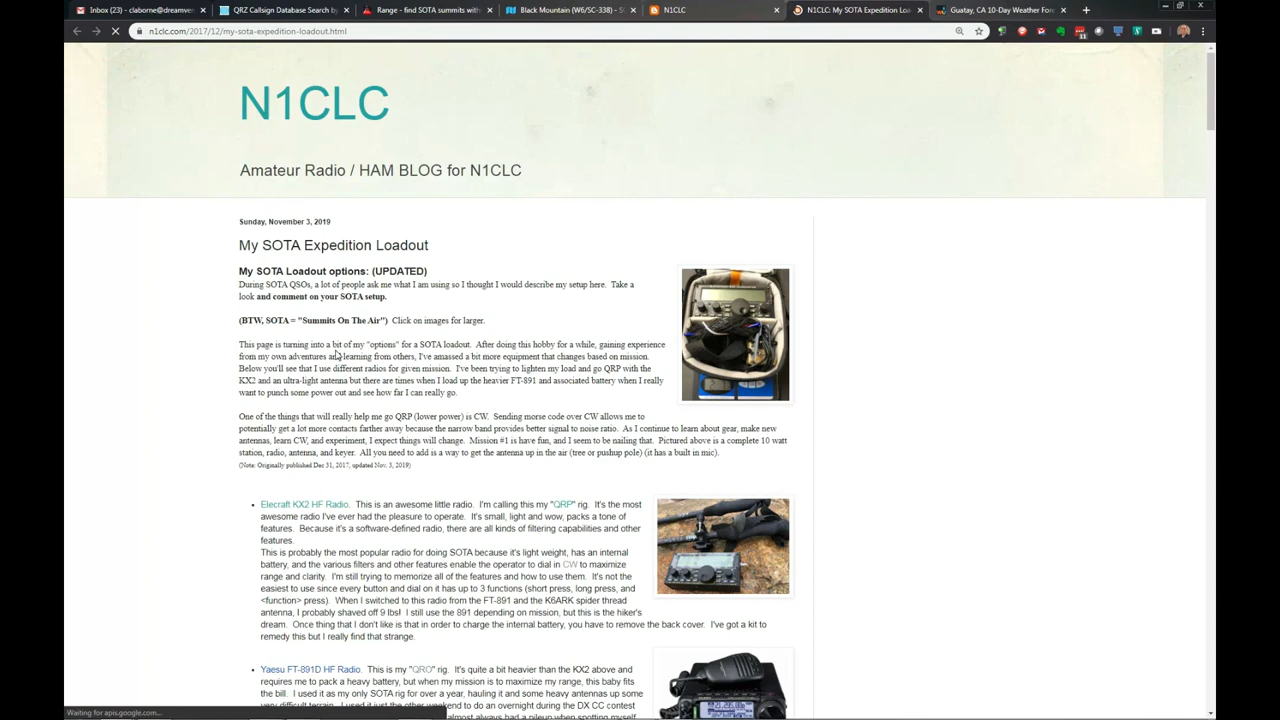 Inbox (23) - claborne@dreamver
QRZ Callsign Database Search by
Range - find SOTA summits with
Black Mountain (W6/SC-338) - SC
N1CLC
N1CLC: My SOTA Expedition Loa
Guatay, CA 10-Day Weather Fore
n1clc.com/2017/12/my-sota-expedition-loadout.html
N1CLC
Amateur Radio / HAM BLOG for N1CLC
Sunday, November 3, 2019
My SOTA Expedition Loadout
My SOTA Loadout options: (UPDATED)
During SOTA QSOs, a lot of people ask me what I am using so I thought I would describe my setup here. Take a
look and comment on your SOTA setup.
(BTW, SOTA = "Summits On The Air") Click on images for larger.
This page is turning into a bit of my "options" for a SOTA loadout. After doing this hobby for a while, gaining experience
from my own adventures and learning from others, I've amassed a bit more equipment that changes based on mission.
Below you'll see that I use different radios for given mission. I've been trying to lighten my load and go QRP with the
KX2 and an ultra-light antenna but there are times when I load up the heavier FT-891 and associated battery when I really
want to punch some power out and see how far I can really go.
One of the things that will really help me go QRP (lower power) is CW. Sending morse code over CW allows me to
potentially get a lot more contacts farther away because the narrow band provides better signal to noise ratio. As I continue to learn about gear, make new
antennas, learn CW, and experiment, I expect things will change. Mission #1 is have fun, and I seem to be nailing that. Pictured above is a complete 10 watt
station, radio, antenna, and keyer. All you need to add is a way to get the antenna up in the air (tree or pushup pole) (it has a built in mic).
(Note: Originally published Dec 31, 2017, updated Nov. 3, 2019)
• Elecraft KX2 HF Radio. This is an awesome little radio. I'm calling this my "QRP" rig. It's the most
awesome radio I've ever had the pleasure to operate. It's small, light and wow, packs a tone of
features. Because it's a software-defined radio, there are all kinds of filtering capabilities and other
features.
This is probably the most popular radio for doing SOTA because it's light weight, has an internal
battery, and the various filters and other features enable the operator to dial in CW to maximize
range and clarity. I'm still trying to memorize all of the features and how to use them. It's not the
easiest to use since every button and dial on it has up to 3 functions (short press, long press, and
<function> press). When I switched to this radio from the FT-891 and the K6ARK spider thread
antenna, I probably shaved off 9 lbs! I still use the 891 depending on mission, but this is the hiker's
dream. Once thing that I don't like is that in order to charge the internal battery, you have to remove the back cover. I've got a kit to
remedy this but I really find that strange.
• Yaesu FT-891D HF Radio. This is my "QRO" rig. It's quite a bit heavier than the KX2 above and
requires me to pack a heavy battery, but when my mission is to maximize my range, this baby fits
the bill. I used it as my only SOTA rig for over a year, hauling it and some heavy antennas up some
very difficult terrain. I used it just the other weekend to do an overnight during the DX CC contest
almost always had a pileup when spotting myself
Waiting for apis.google.com...